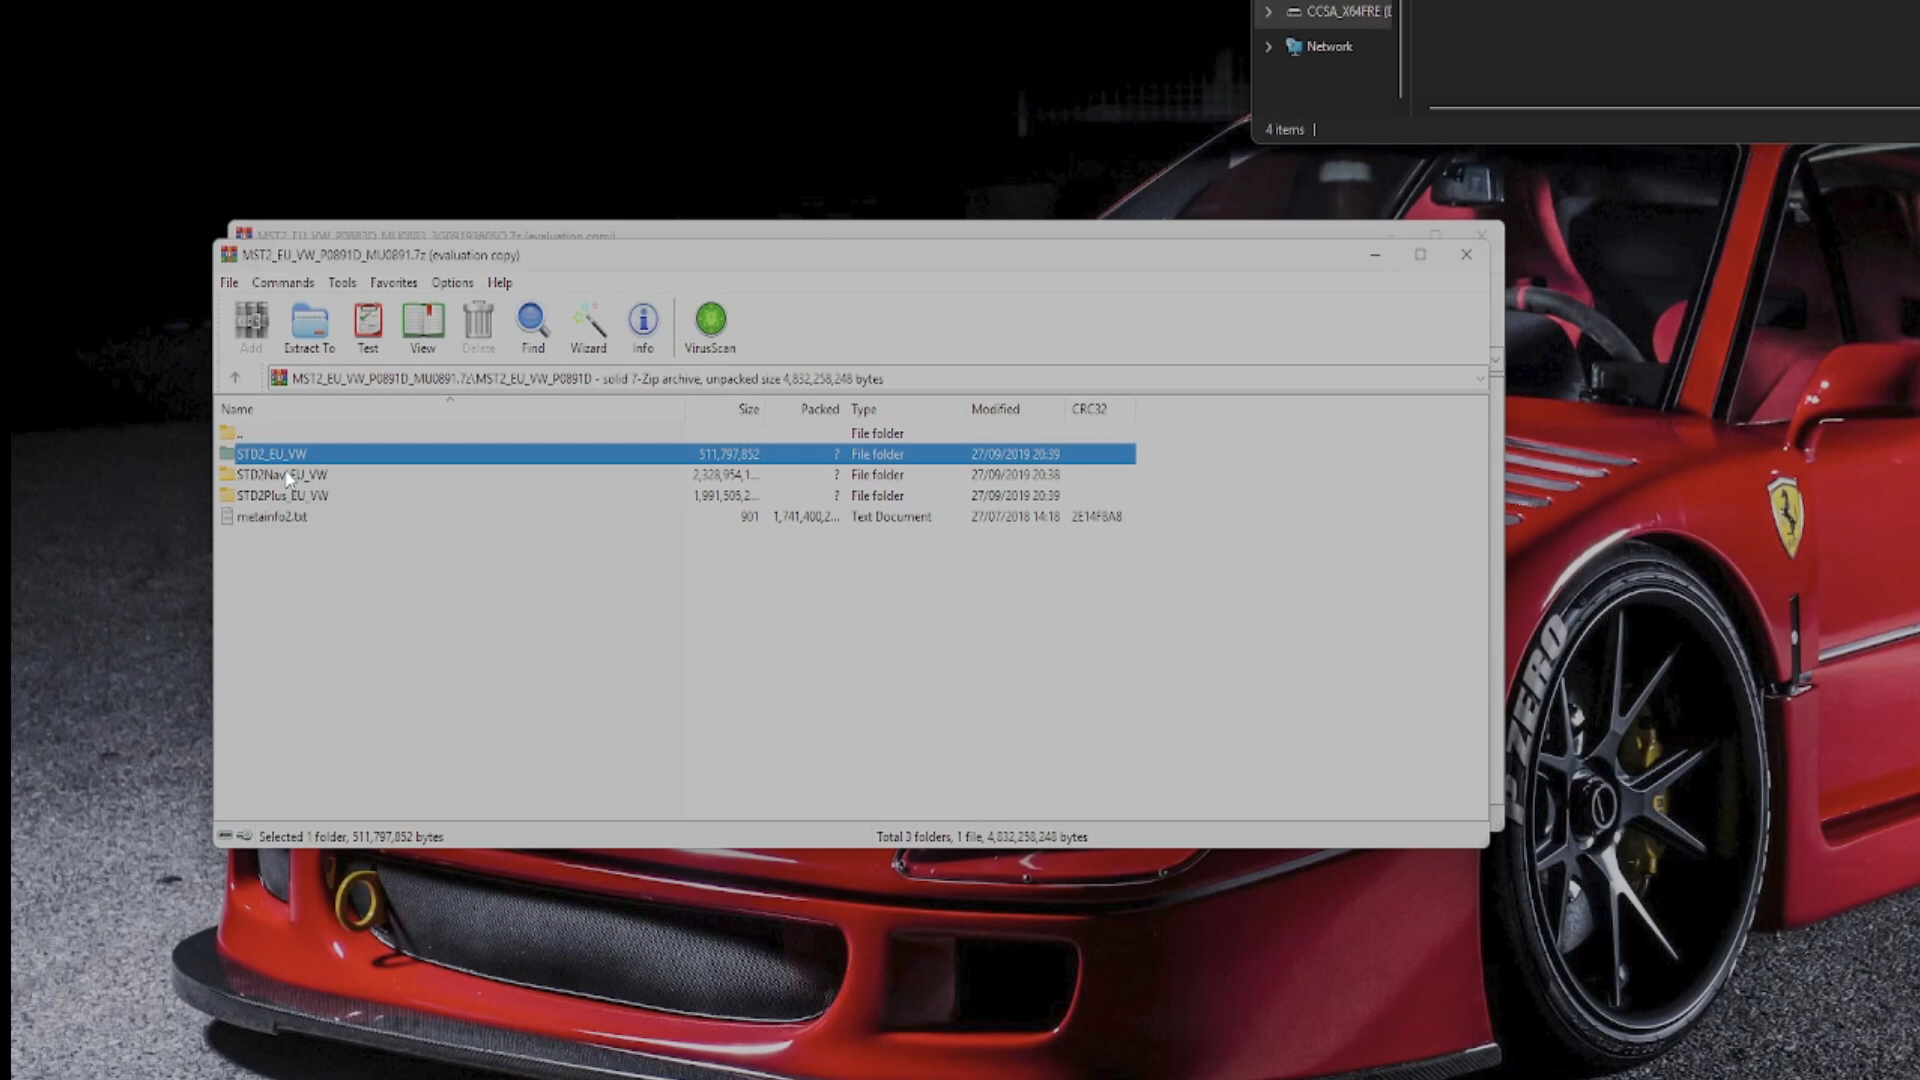 CCSA_X64FRE (D
Network
4 items
MST2_EU_VW_P0883D_MU0883_3G0919360SQ.7z (evaluation copy)
MST2_EU_VW_P0891D_MU0891.7z (evaluation copy)
File Commands Tools Favorites Options Help
Add Extract To Test View Delete Find Wizard Info VirusScan
MST2_EU_VW_P0891D_MU0891.7z\MST2_EU_VW_P0891D - solid 7-Zip archive, unpacked size 4,832,258,248 bytes
Name Size Packed Type Modified CRC32
.. File folder
STD2_EU_VW 511,797,852 ? File folder 27/09/2019 20:39
STD2Nav_EU_VW 2,328,954,1... ? File folder 27/09/2019 20:38
STD2Plus_EU_VW 1,991,505,2... ? File folder 27/09/2019 20:39
metainfo2.txt 901 1,741,400,2... Text Document 27/07/2018 14:18 2E14F8A8
Selected 1 folder, 511,797,852 bytes Total 3 folders, 1 file, 4,832,258,248 bytes
P ZERO